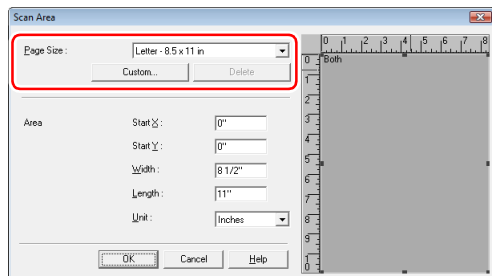 Scan Area
Page Size :
Letter - 8.5 x 11 in
Custom...
Delete
Area
Start X :
0"
Start Y :
0"
Width :
8 1/2"
Length :
11"
Unit :
Inches
OK
Cancel
Help
0 1 2 3 4 5 6 7 8
Both
0
1
2
3
4
5
6
7
8
9
1
0